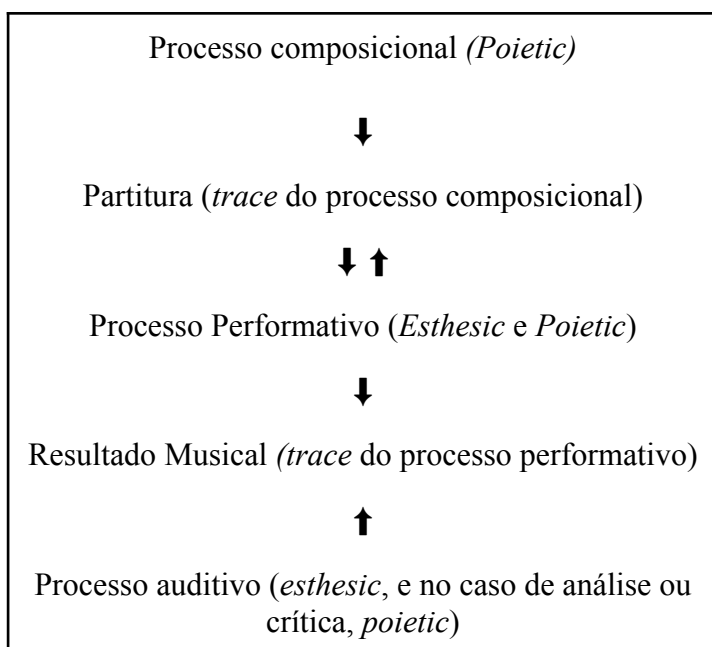 Processo composicional (Poietic)
⬇
Partitura (trace do processo composicional)
⬇⬆
Processo Performativo (Esthesic e Poietic)
⬇
Resultado Musical (trace do processo performativo)
⬆
Processo auditivo (esthesic, e no caso de análise ou
crítica, poietic)